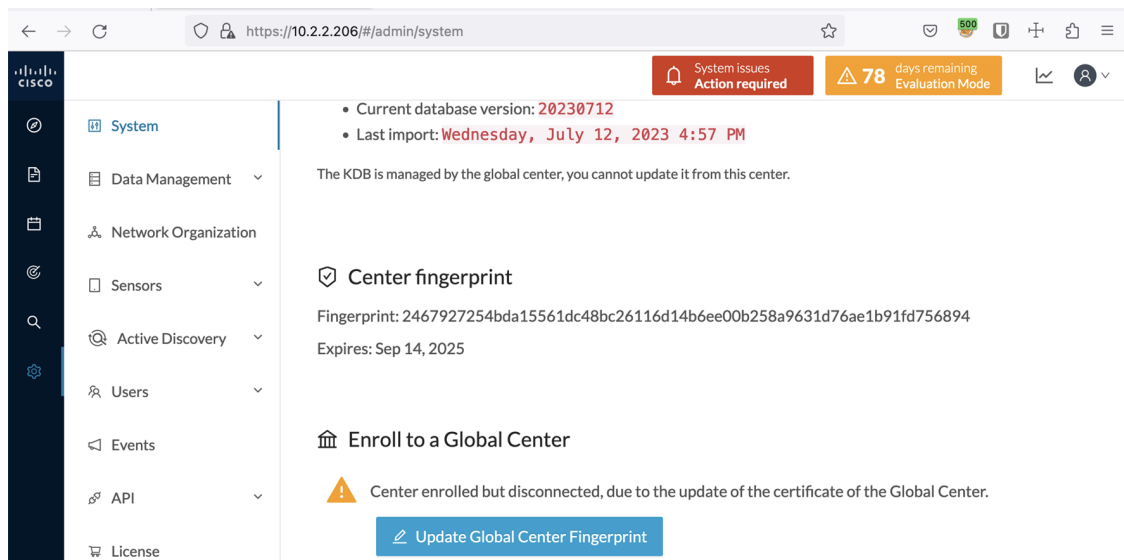 https://10.2.2.206/#/admin/system
500
cisco
System issues
Action required
78 days remaining
Evaluation Mode
System
Data Management
Network Organization
Sensors
Active Discovery
Users
Events
API
License
• Current database version: 20230712
• Last import: Wednesday, July 12, 2023 4:57 PM
The KDB is managed by the global center, you cannot update it from this center.
Center fingerprint
Fingerprint: 2467927254bda15561dc48bc26116d14b6ee00b258a9631d76ae1b91fd756894
Expires: Sep 14, 2025
Enroll to a Global Center
Center enrolled but disconnected, due to the update of the certificate of the Global Center.
Update Global Center Fingerprint